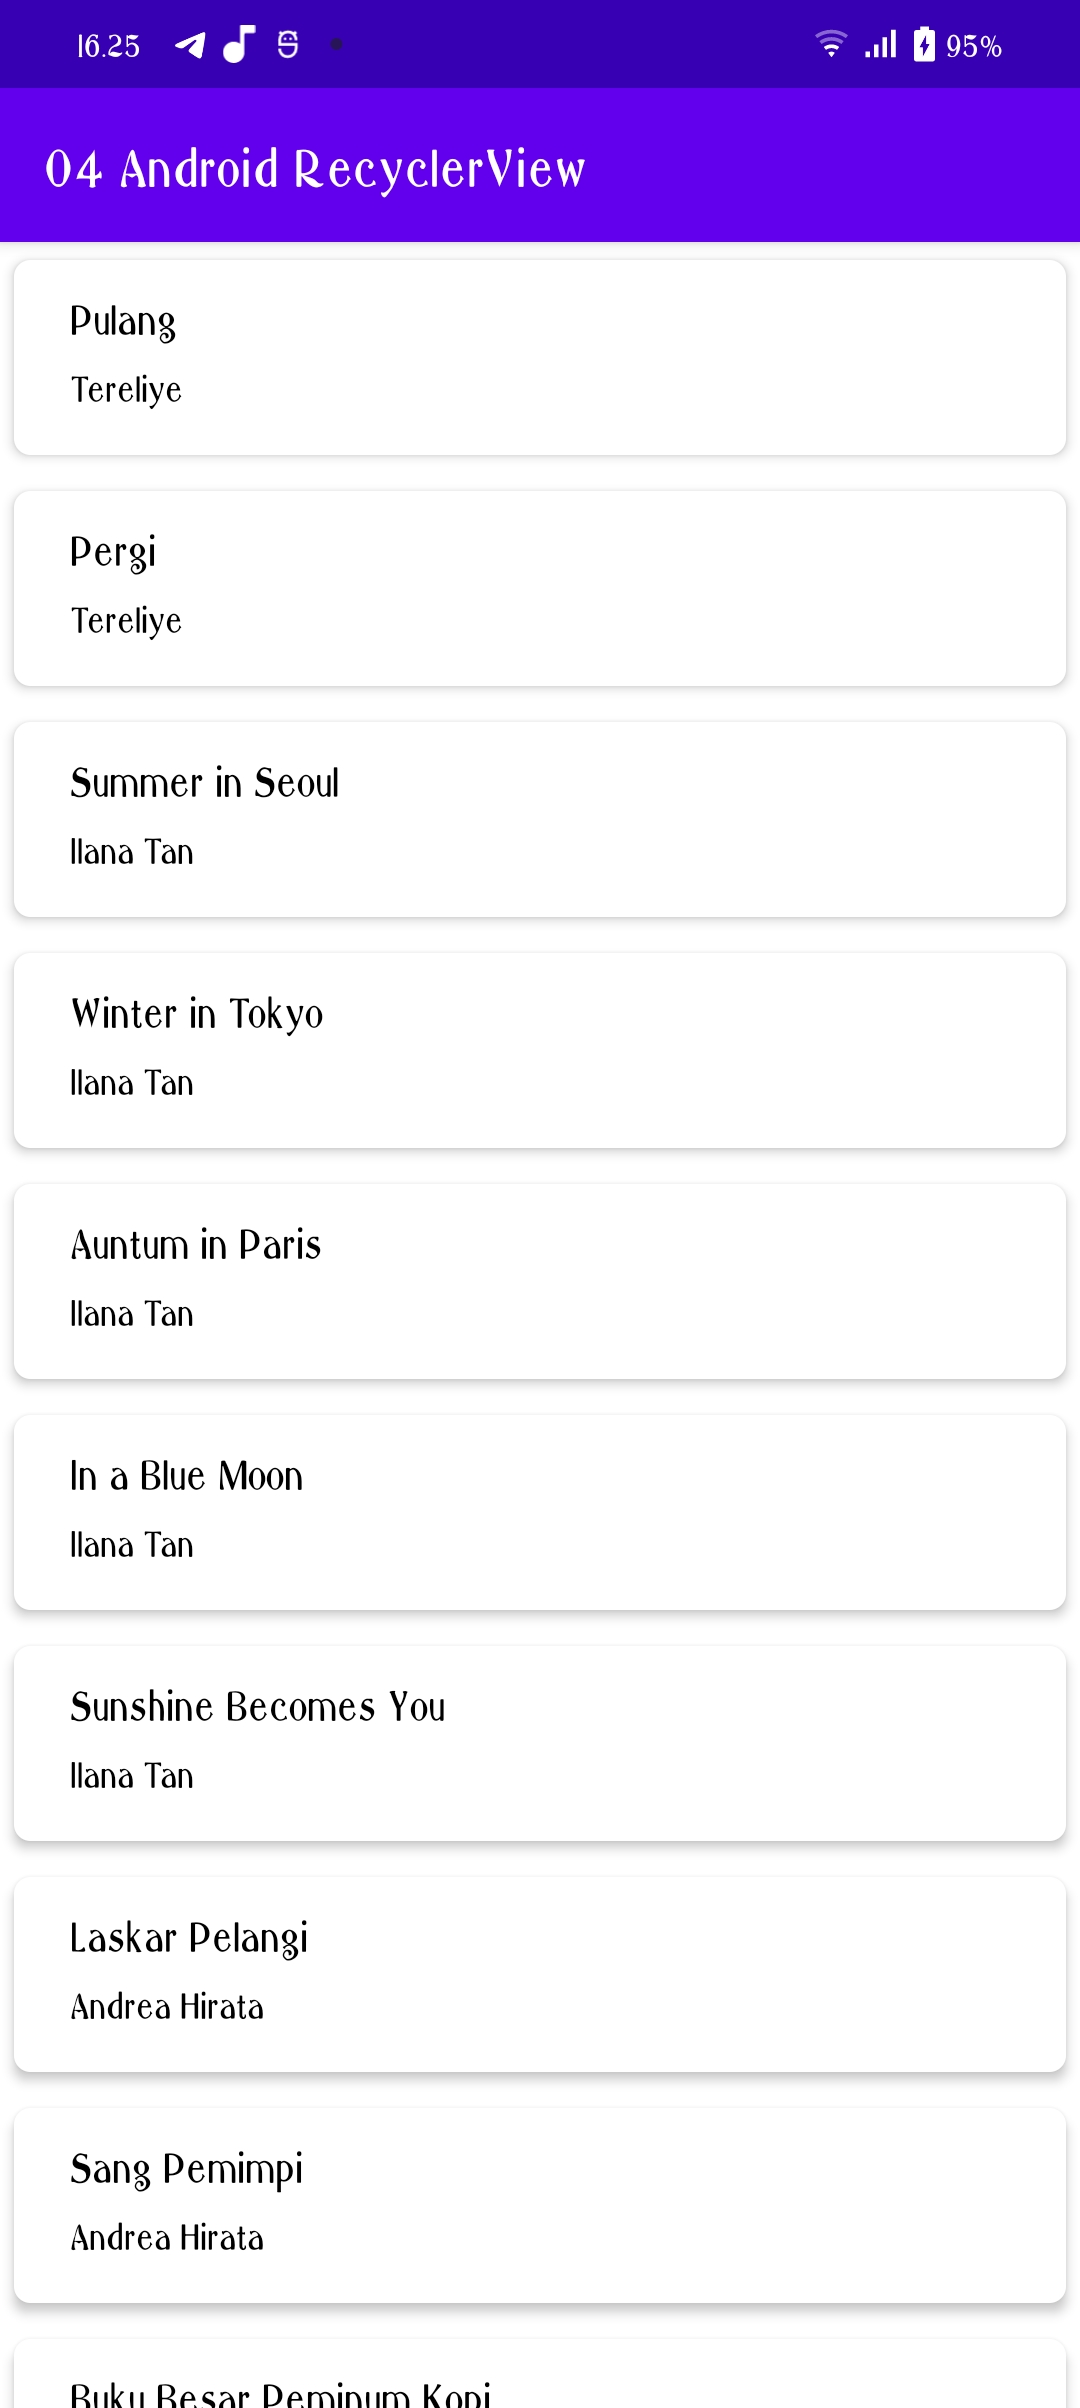 16.25 95%
04 Android RecyclerView
Pulang
Tereliye
Pergi
Tereliye
Summer in Seoul
Ilana Tan
Winter in Tokyo
Ilana Tan
Auntum in Paris
Ilana Tan
In a Blue Moon
Ilana Tan
Sunshine Becomes You
Ilana Tan
Laskar Pelangi
Andrea Hirata
Sang Pemimpi
Andrea Hirata
Buku Besar Peminum Kopi